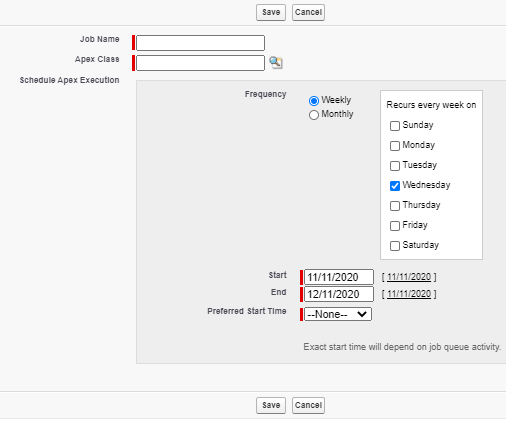 Save Cancel
Job Name
Apex Class
Schedule Apex Execution
Frequency
Weekly
Monthly
Recurs every week on
Sunday
Monday
Tuesday
Wednesday
Thursday
Friday
Saturday
Start 11/11/2020 [ 11/11/2020 ]
End 12/11/2020 [ 11/11/2020 ]
Preferred Start Time --None--
Exact start time will depend on job queue activity.
Save Cancel